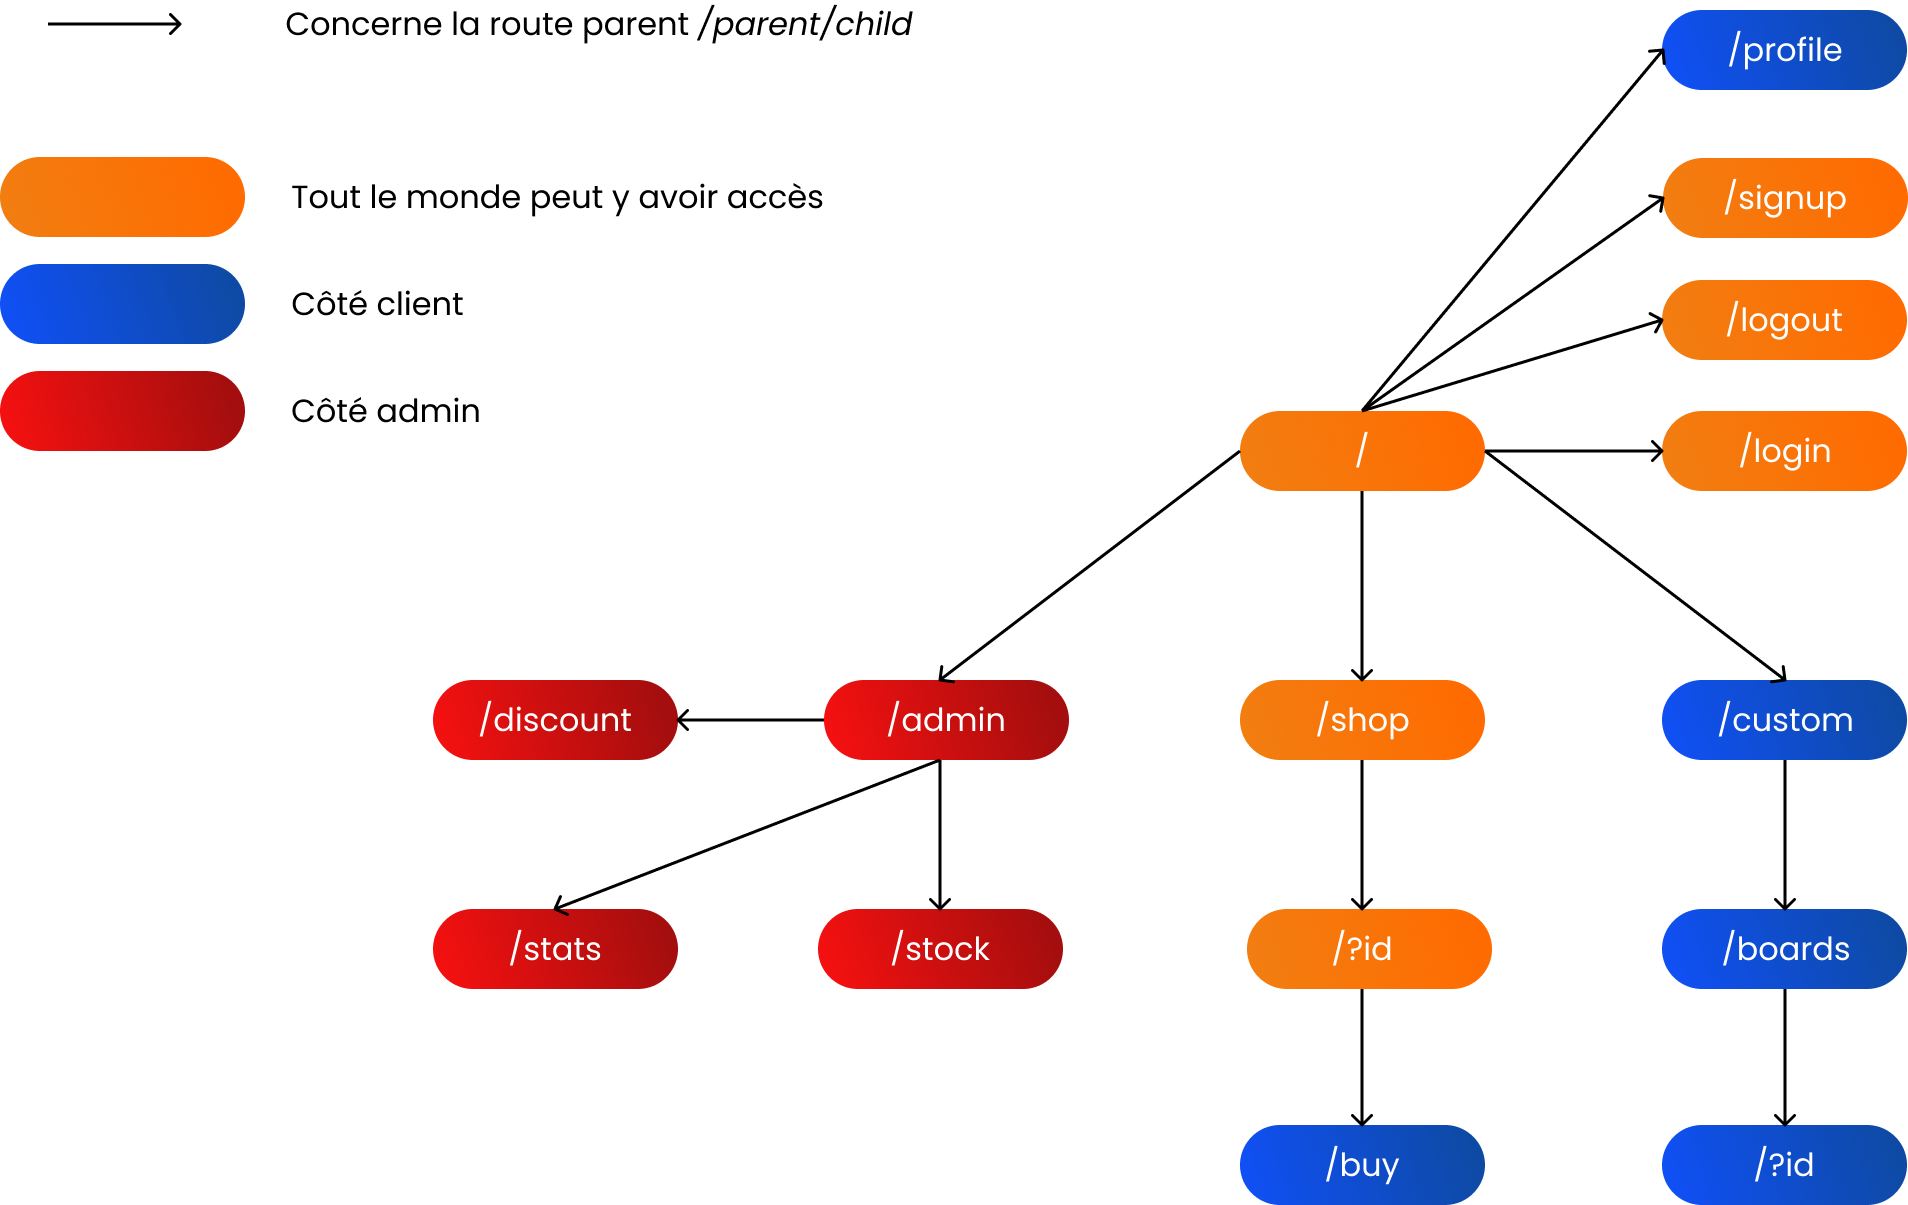 Concerne la route parent /parent/child
/profile
Tout le monde peut y avoir accès
/signup
Côté client
/logout
Côté admin
/
/login
/discount
/admin
/shop
/custom
/stats
/stock
/?id
/boards
/buy
/?id